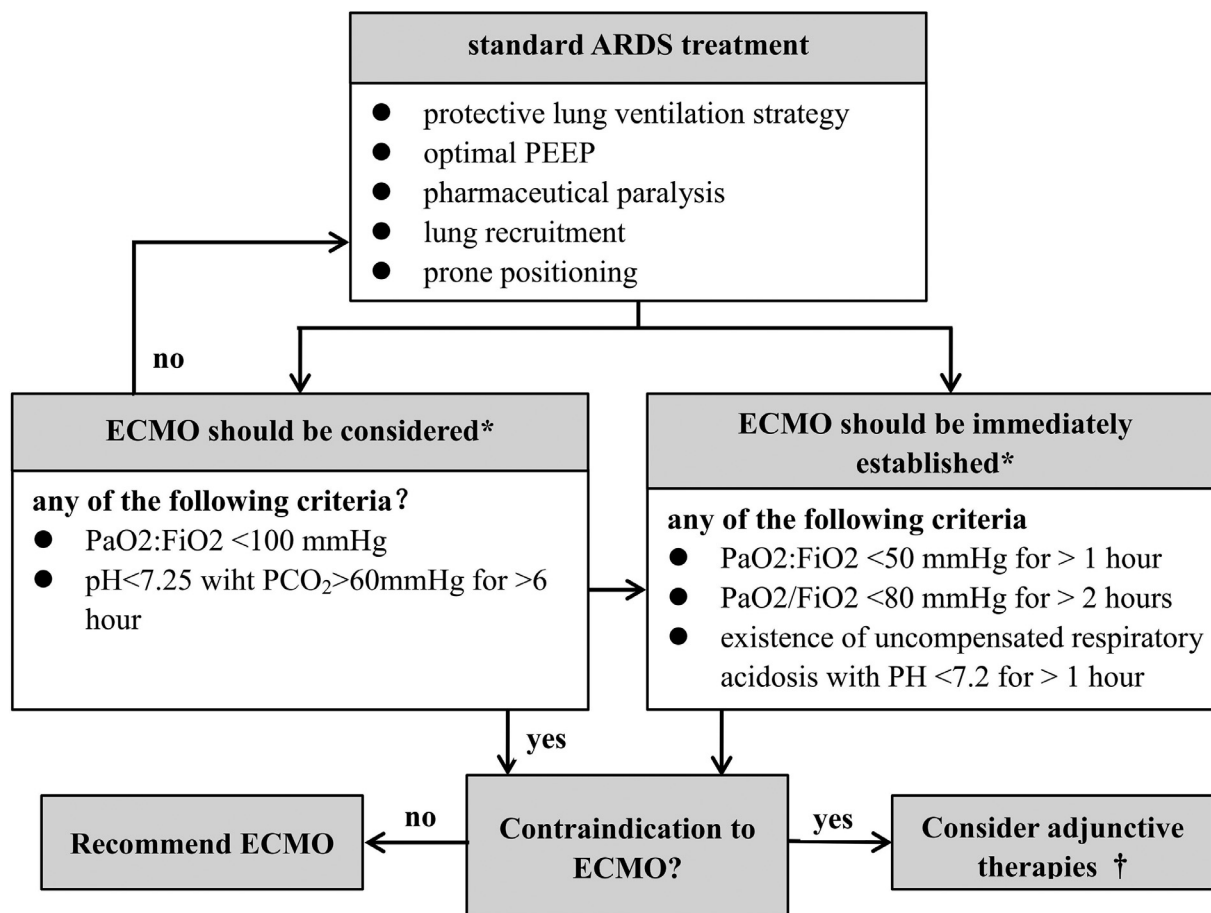 standard ARDS treatment
● protective lung ventilation strategy
● optimal PEEP
● pharmaceutical paralysis
● lung recruitment
● prone positioning
no
ECMO should be considered*
any of the following criteria?
● PaO2:FiO2 <100 mmHg
● pH<7.25 wiht PCO₂>60mmHg for >6
hour
ECMO should be immediately
established*
any of the following criteria
● PaO2:FiO2 <50 mmHg for > 1 hour
● PaO2/FiO2 <80 mmHg for > 2 hours
● existence of uncompensated respiratory
acidosis with PH <7.2 for > 1 hour
yes
Recommend ECMO
no
Contraindication to
ECMO?
yes
Consider adjunctive
therapies †